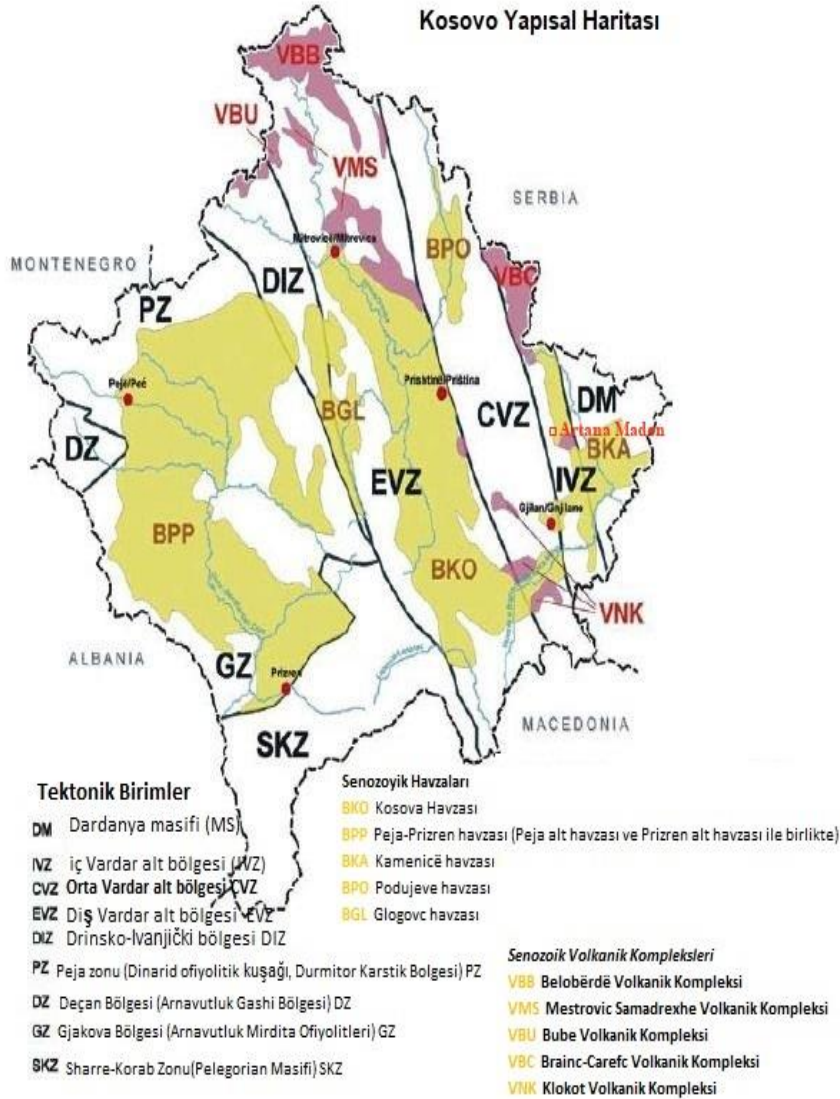 Kosovo Yapısal Haritası
VBB
VBU
VMS
SERBIA
Mitrovicë/Mitrovica
BPO
MONTENEGRO
VBC
DIZ
PZ
Pejë/Peć
Prishtinë/Priština
DM
BGL
CVZ
Artana Maden
BKA
DZ
EVZ
IVZ
Gjilan/Gnjilane
BPP
BKO
VNK
ALBANIA
GZ
Prizren
MACEDONIA
SKZ
Tektonik Birimler
DM Dardanya masifi (MS)
IVZ iç Vardar alt bölgesi (IVZ)
CVZ Orta Vardar alt bölgesi CVZ
EVZ Diş Vardar alt bölgesi EVZ
DIZ Drinsko-Ivanjički bölgesi DIZ
PZ Peja zonu (Dinarid ofiyolitik kuşağı, Durmitor Karstik Bolgesi) PZ
DZ Deçan Bölgesi (Arnavutluk Gashi Bölgesi) DZ
GZ Gjakova Bölgesi (Arnavutluk Mirdita Ofiyolitleri) GZ
SKZ Sharre-Korab Zonu(Pelegorian Masifi) SKZ
Senozoyik Havzaları
BKO Kosova Havzası
BPP Peja-Prizren havzası (Peja alt havzası ve Prizren alt havzası ile birlikte)
BKA Kamenicë havzası
BPO Podujeve havzası
BGL Glogovc havzası
Senozoik Volkanik Kompleksleri
VBB Belobërdë Volkanik Kompleksi
VMS Mestrovic Samadrexhe Volkanik Kompleksi
VBU Bube Volkanik Kompleksi
VBC Brainc-Carefc Volkanik Kompleksi
VNK Klokot Volkanik Kompleksi